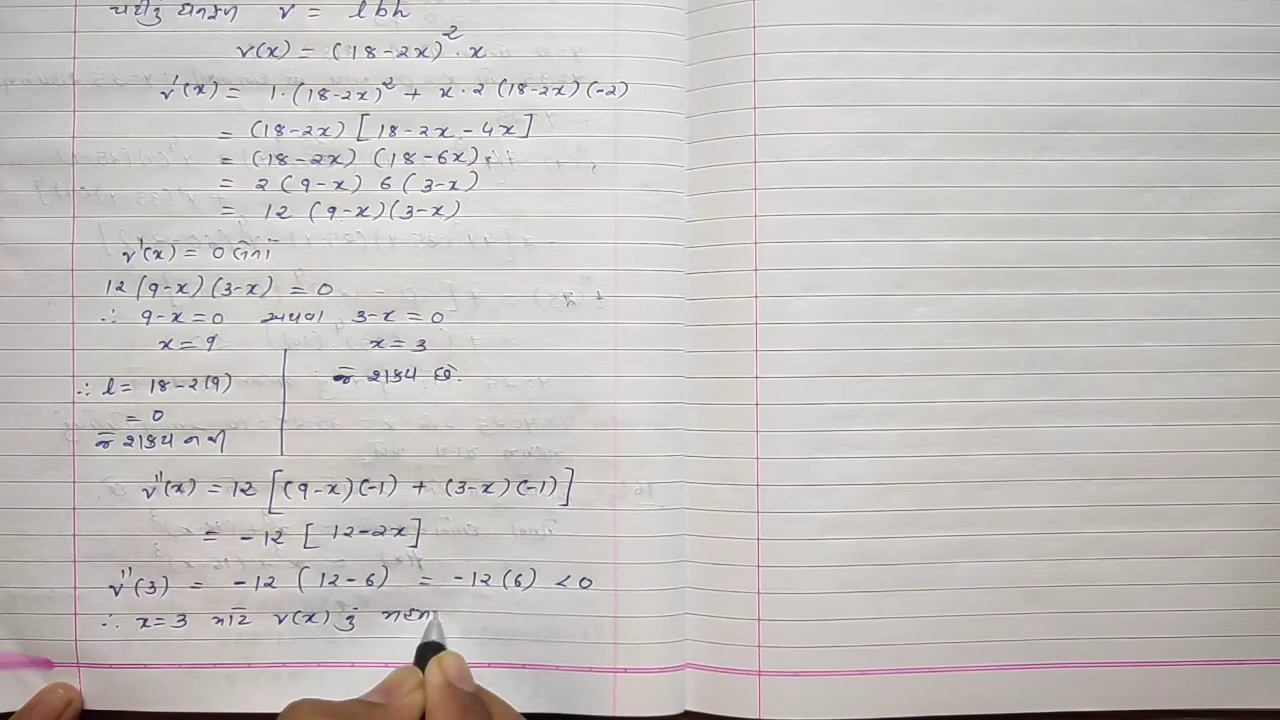 પેટીનું ઘનફળ v = lbh
v(x) = (18-2x)² · x
v'(x) = 1·(18-2x)² + x·2(18-2x)(-2)
= (18-2x) [18-2x-4x]
= (18-2x) (18-6x)
= 2(9-x) 6(3-x)
= 12 (9-x)(3-x)
v'(x) = 0 લેતાં
12(9-x)(3-x) = 0
∴ 9-x=0 અથવા 3-x=0
x=9 x=3
∴ l = 18-2(9)
= 0
જે શક્ય નથી
જે શક્ય છે.
v''(x) = 12 [(9-x)(-1) + (3-x)(-1)]
= -12 [12-2x]
v''(3) = -12 (12-6) = -12(6) < 0
∴ x=3 માટે v(x) નું